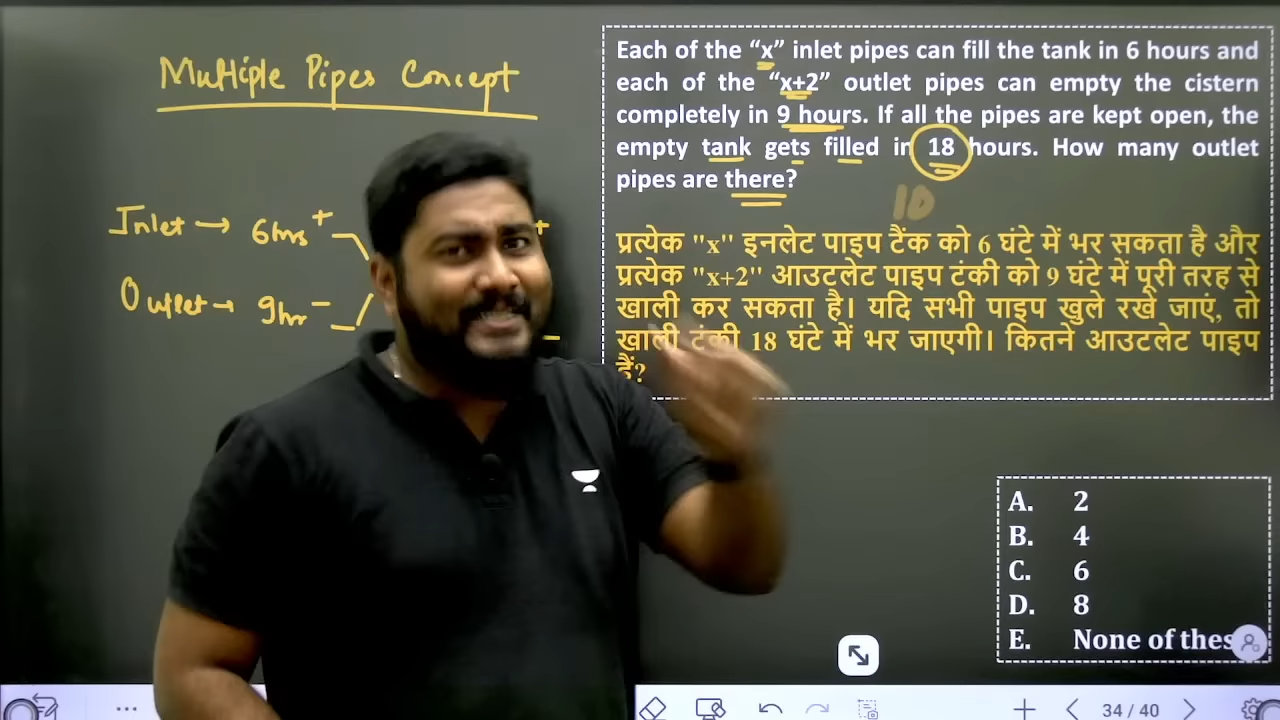 Multiple Pipes Concept
Each of the “x” inlet pipes can fill the tank in 6 hours and
each of the “x+2” outlet pipes can empty the cistern
completely in 9 hours. If all the pipes are kept open, the
empty tank gets filled in 18 hours. How many outlet
pipes are there?
10
Inlet → 6hrs +
+
Outlet → 9hr –
–
प्रत्येक "x" इनलेट पाइप टैंक को 6 घंटे में भर सकता है और
प्रत्येक "x+2" आउटलेट पाइप टंकी को 9 घंटे में पूरी तरह से
खाली कर सकता है। यदि सभी पाइप खुले रखे जाएं, तो
खाली टंकी 18 घंटे में भर जाएगी। कितने आउटलेट पाइप
हैं?
A. 2
B. 4
C. 6
D. 8
E. None of thes
34 / 40